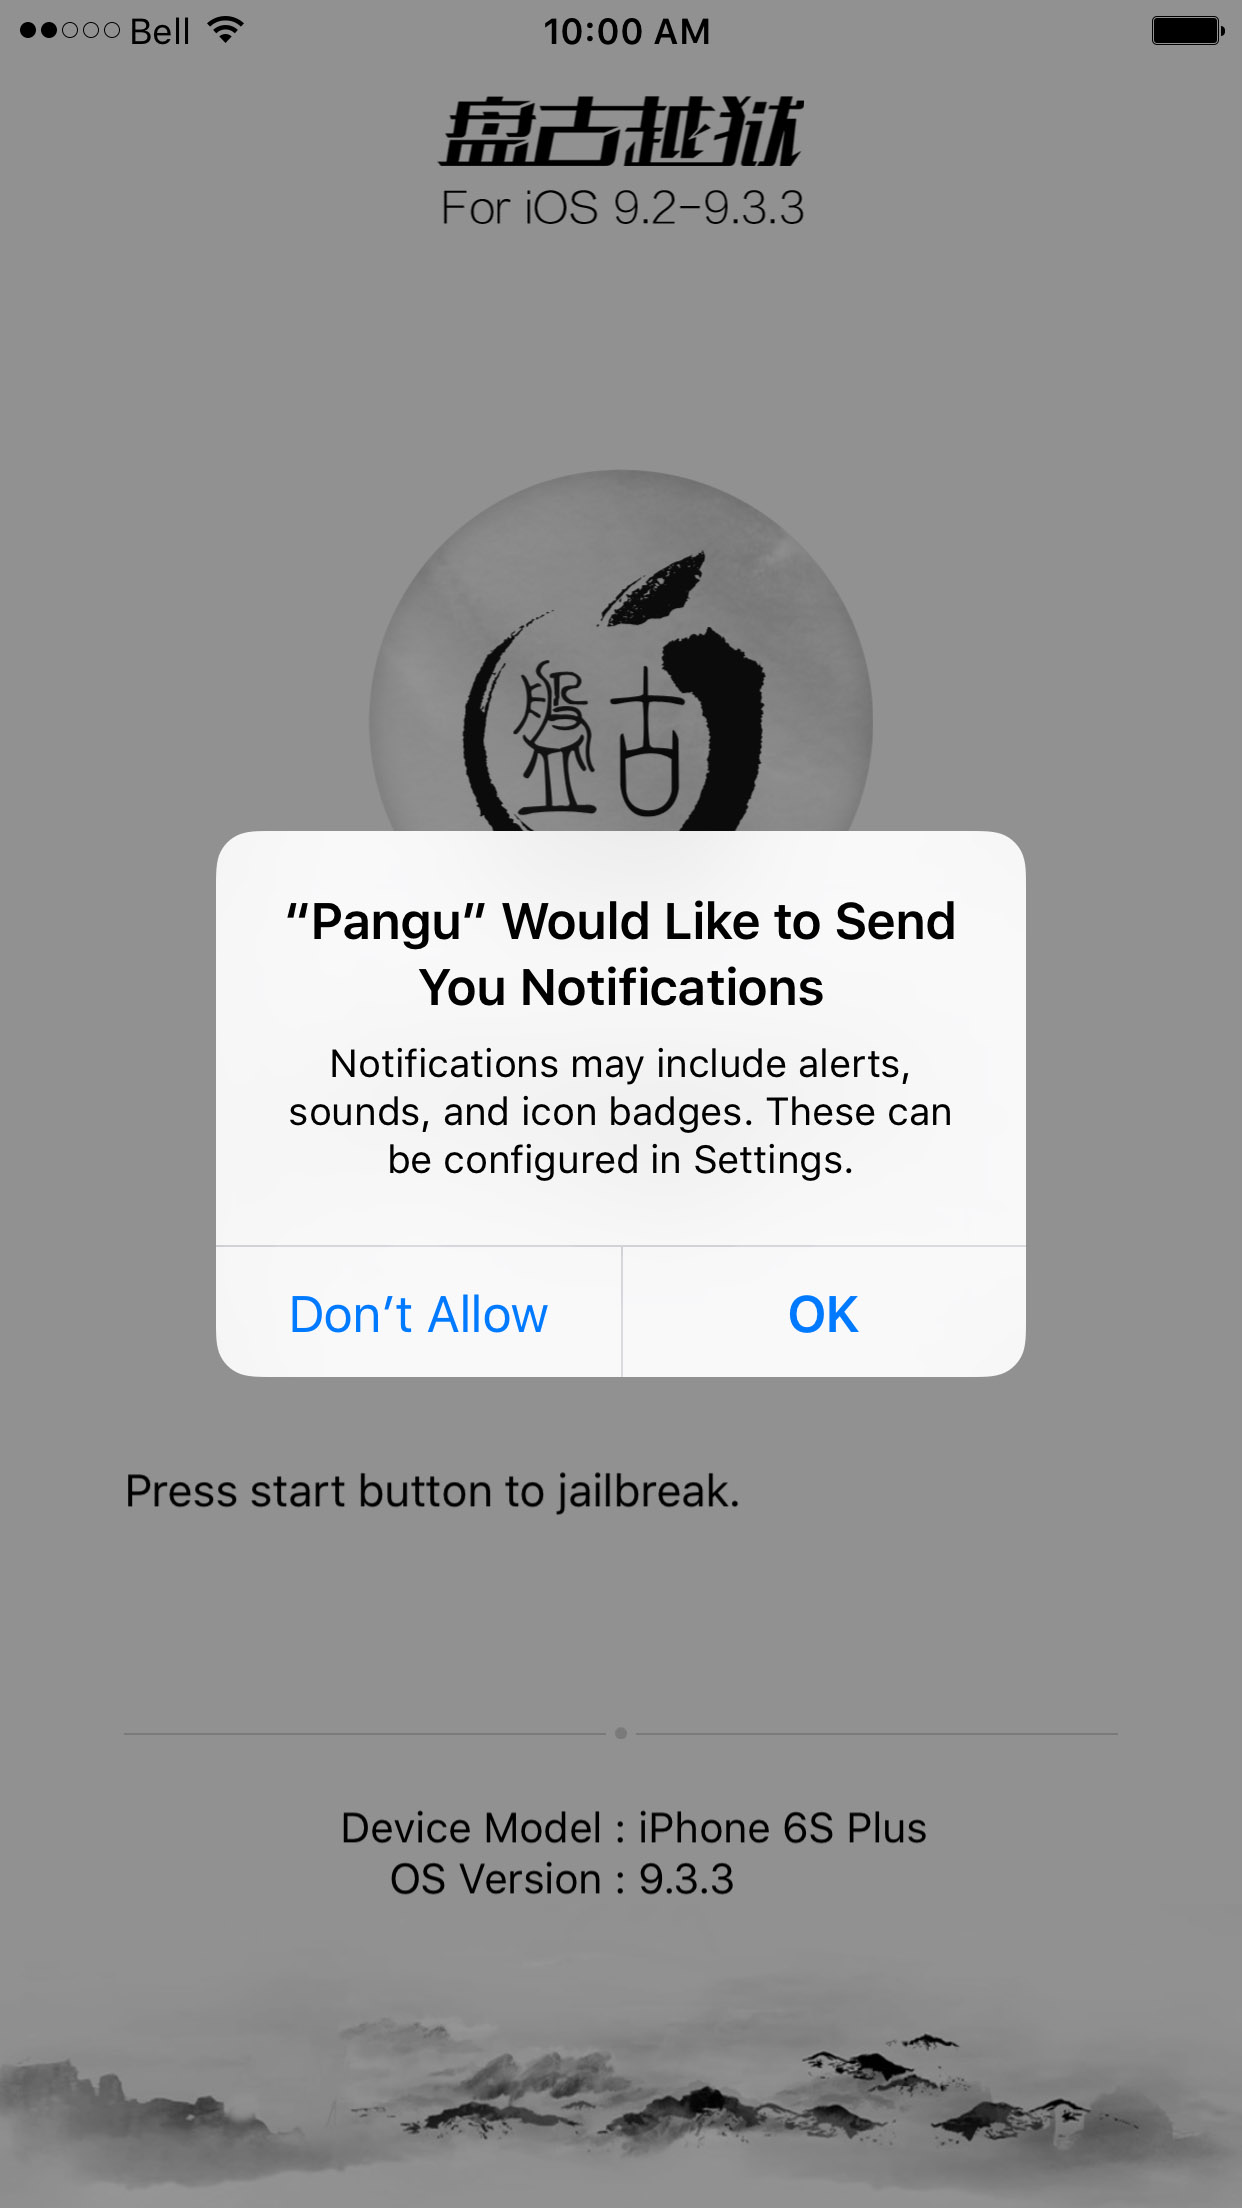 Bell
10:00 AM
盘古越狱
For iOS 9.2-9.3.3
盤古
“Pangu” Would Like to Send
You Notifications
Notifications may include alerts,
sounds, and icon badges. These can
be configured in Settings.
Don’t Allow
OK
Press start button to jailbreak.
Device Model : iPhone 6S Plus
OS Version : 9.3.3